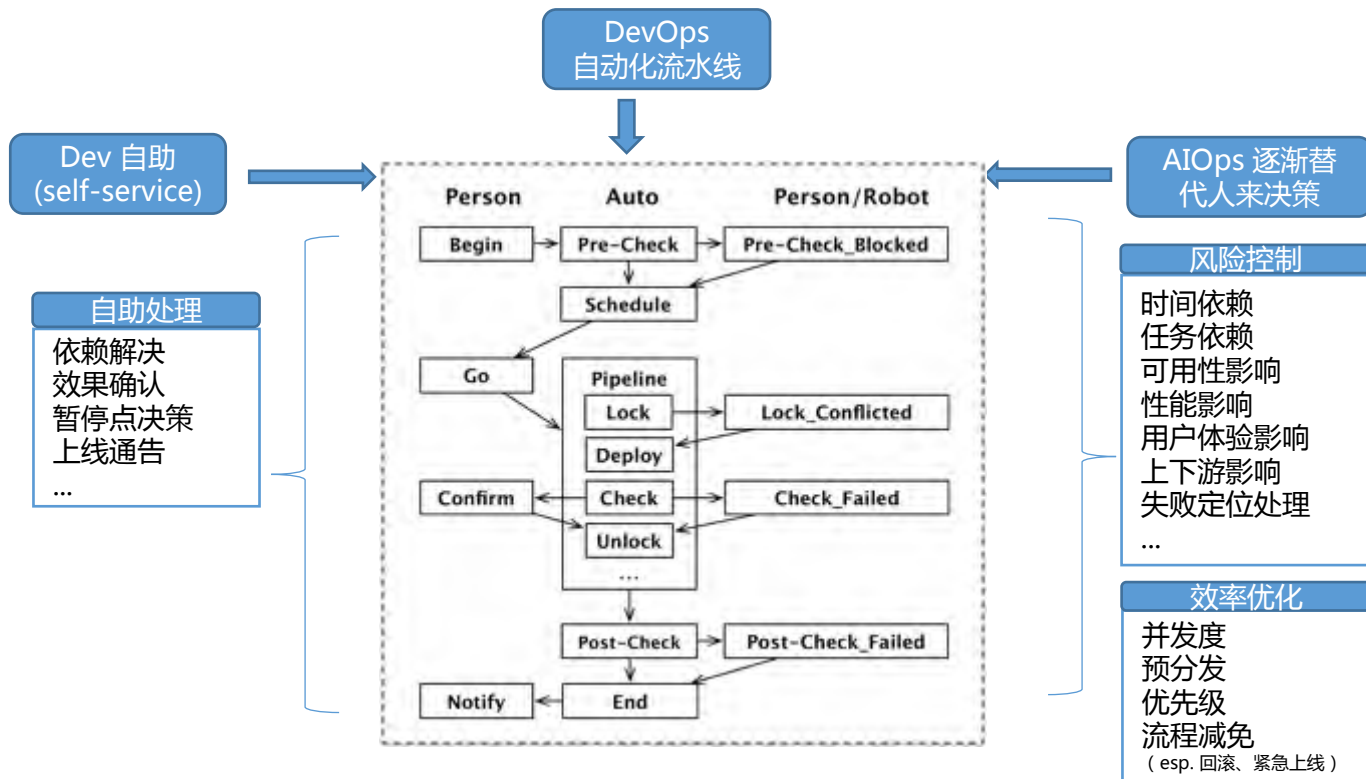 DevOps
自动化流水线
Dev 自助
(self-service)
AIOps 逐渐替
代人来决策
自助处理
依赖解决
效果确认
暂停点决策
上线通告
...
Person Auto Person/Robot
Begin Pre-Check Pre-Check_Blocked
Schedule
Go
Pipeline
Lock Lock_Conflicted
Deploy
Confirm Check Check_Failed
Unlock
...
Post-Check Post-Check_Failed
Notify End
风险控制
时间依赖
任务依赖
可用性影响
性能影响
用户体验影响
上下游影响
失败定位处理
...
效率优化
并发度
预分发
优先级
流程减免
( esp. 回滚、紧急上线 )